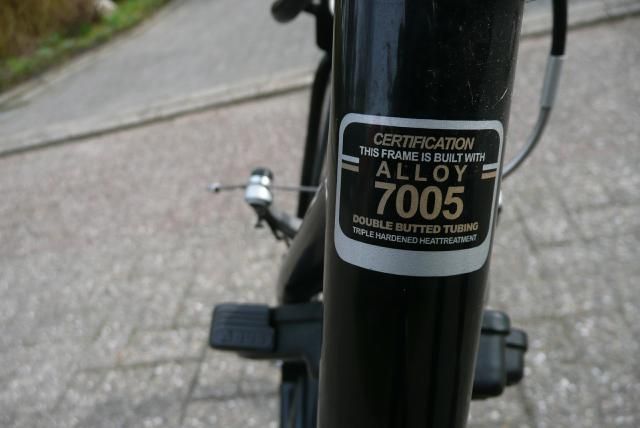 CERTIFICATION
THIS FRAME IS BUILT WITH
ALLOY
7005
DOUBLE BUTTED TUBING
TRIPLE HARDENED HEATTREATMENT